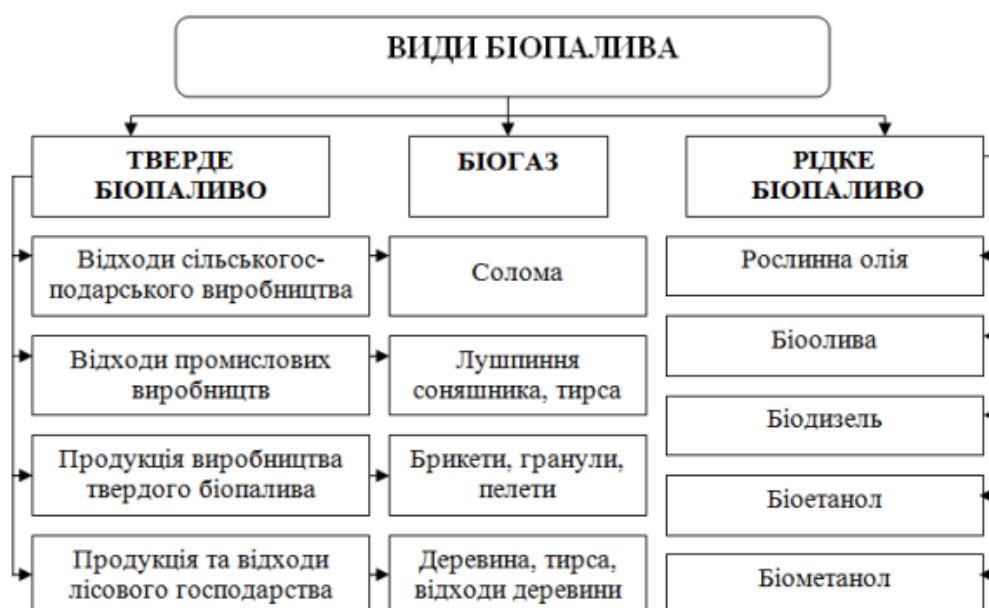 ВИДИ БІОПАЛИВА
ТВЕРДЕ
БІОПАЛИВО
БІОГАЗ
РІДКЕ
БІОПАЛИВО
Відходи сільськогос-
подарського виробництва
Солома
Рослинна олія
Відходи промислових
виробництв
Лушпиння
соняшника, тирса
Біоолива
Продукція виробництва
твердого біопалива
Брикети, гранули,
пелети
Біодизель
Біоетанол
Продукція та відходи
лісового господарства
Деревина, тирса,
відходи деревини
Біометанол